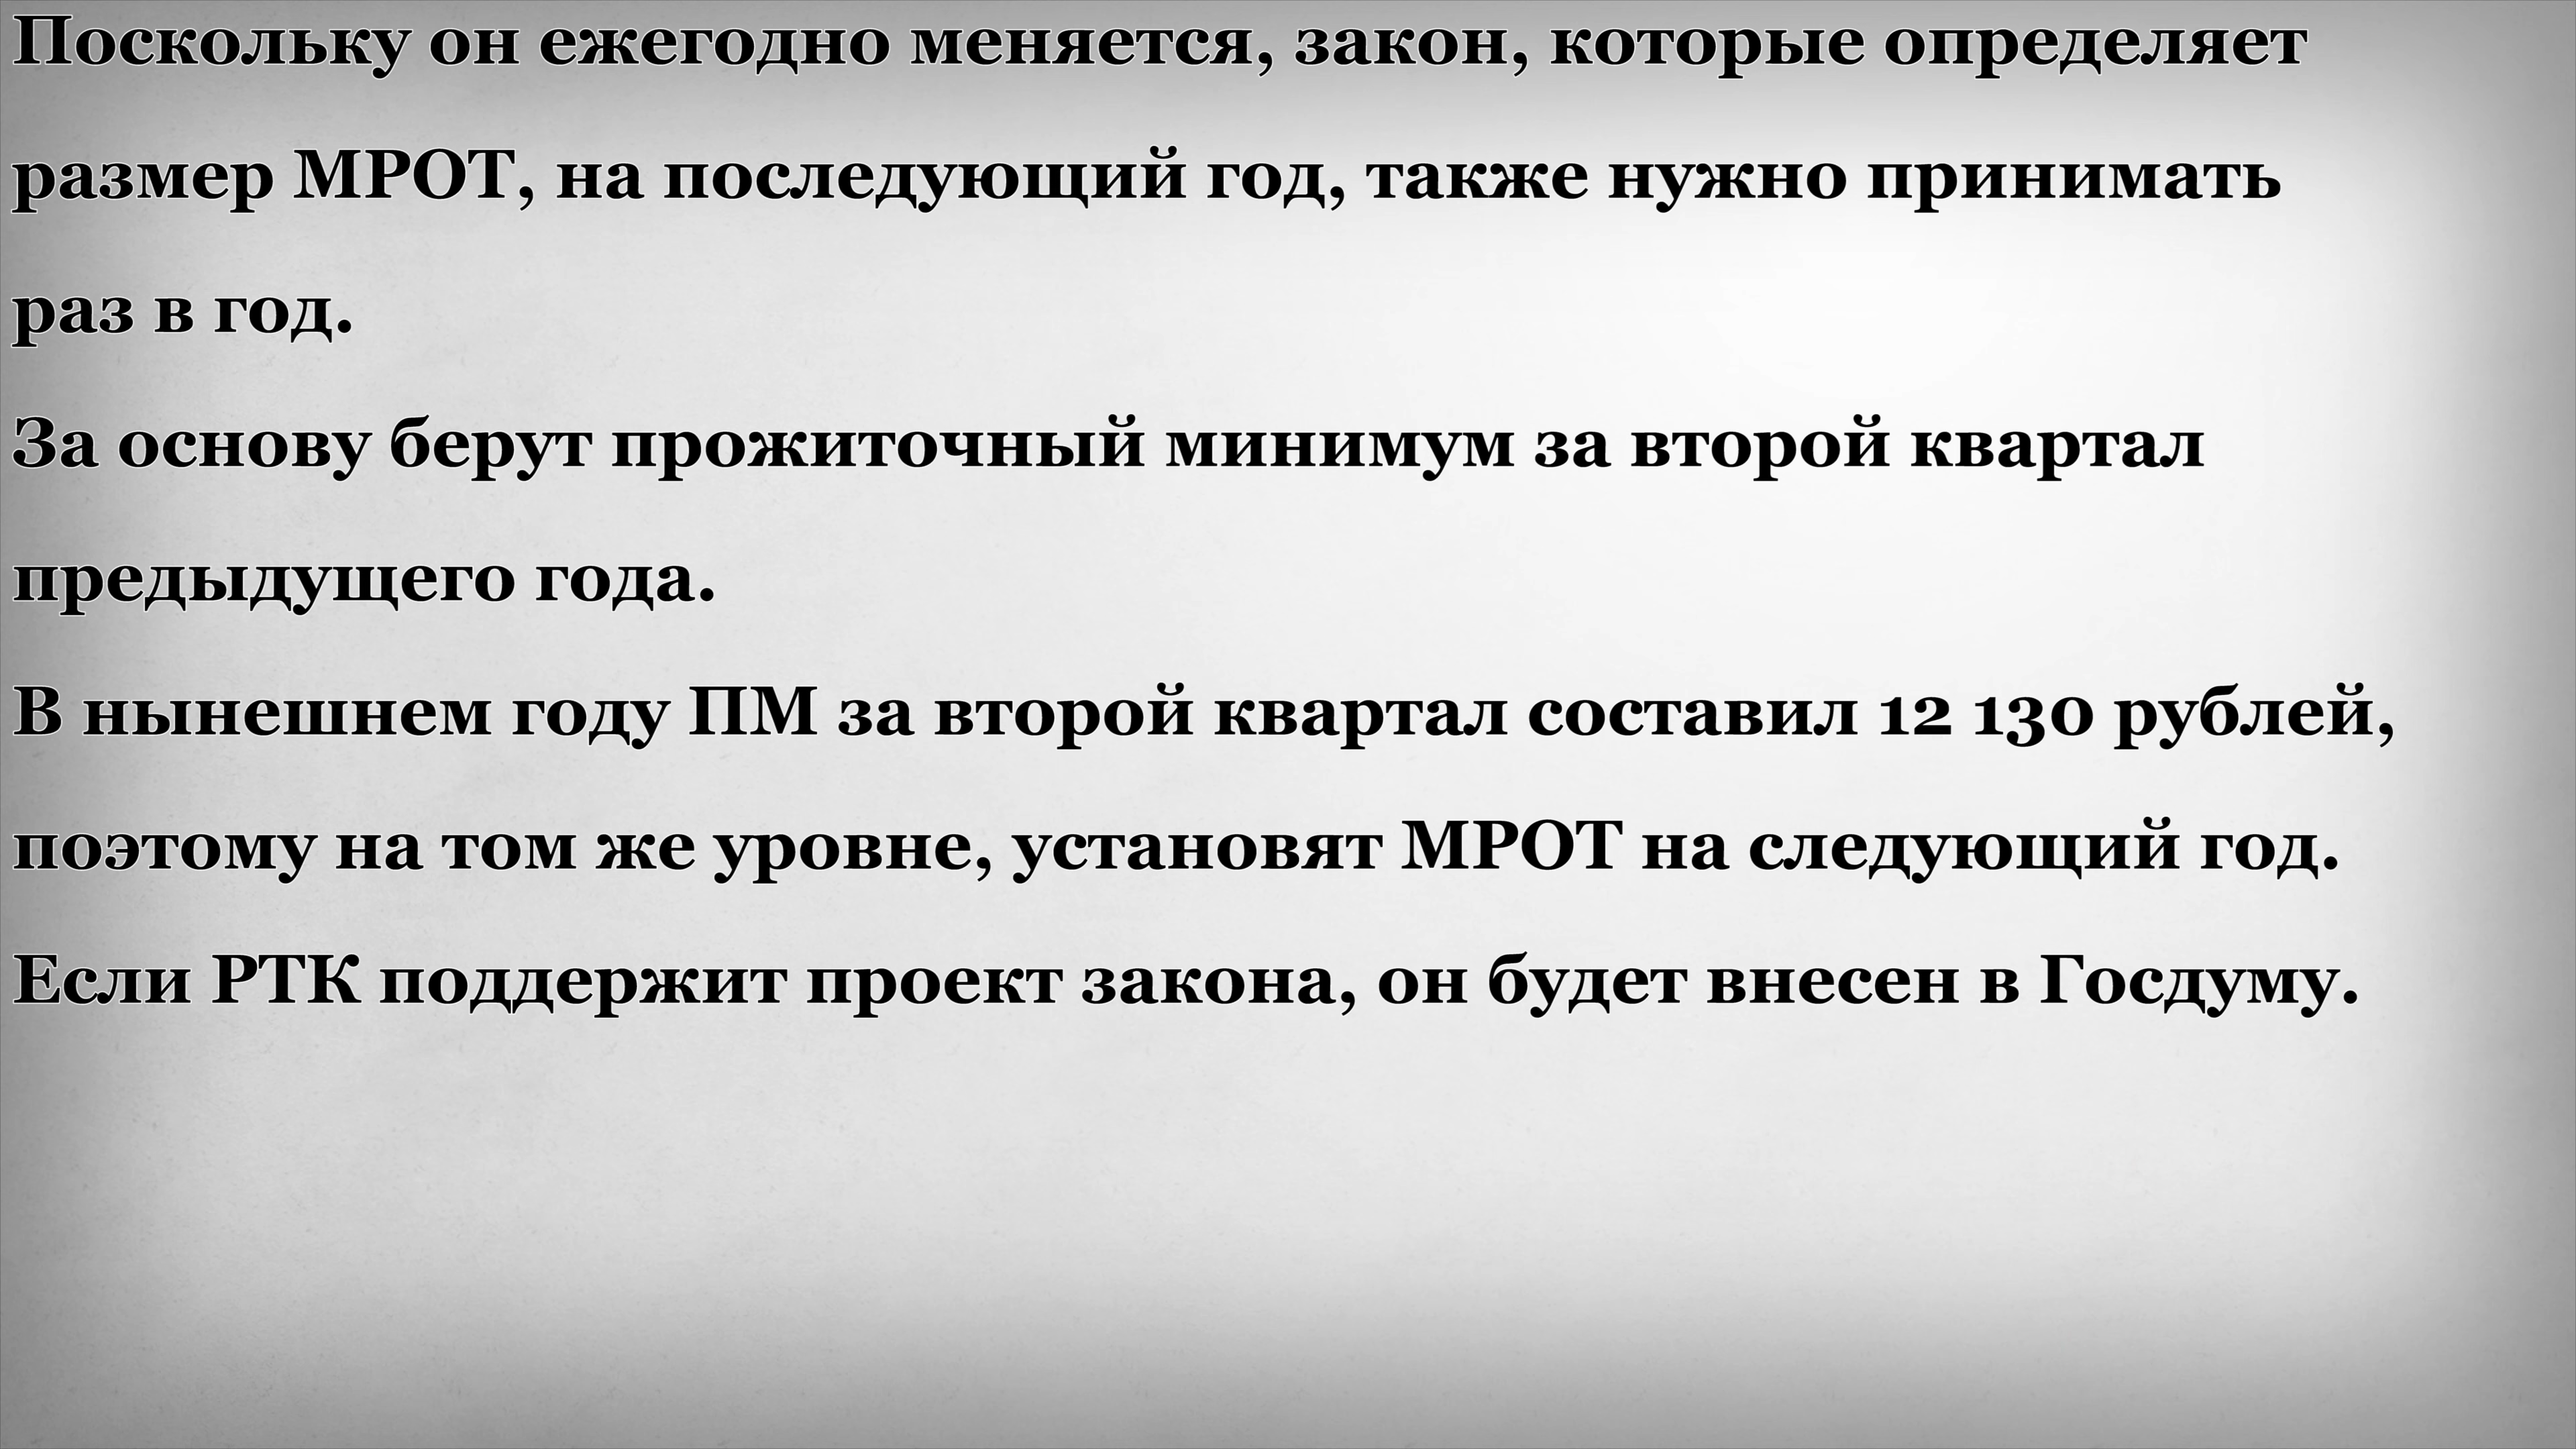 Поскольку он ежегодно меняется, закон, которые определяет
размер МРОТ, на последующий год, также нужно принимать
раз в год.
За основу берут прожиточный минимум за второй квартал
предыдущего года.
В нынешнем году ПМ за второй квартал составил 12 130 рублей,
поэтому на том же уровне, установят МРОТ на следующий год.
Если РТК поддержит проект закона, он будет внесен в Госдуму.